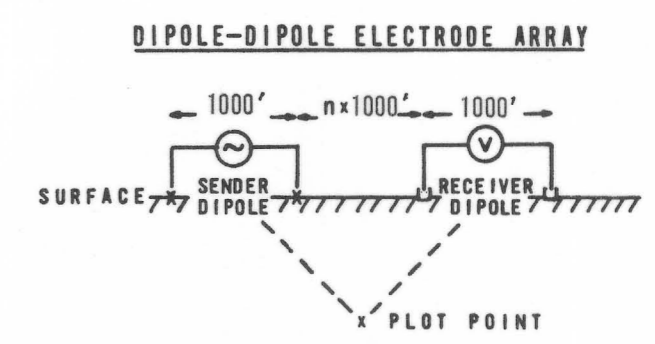 DIPOLE-DIPOLE ELECTRODE ARRAY
1000' n x 1000' 1000'
~ V
SURFACE x SENDER x RECEIVER
DIPOLE DIPOLE
x PLOT POINT